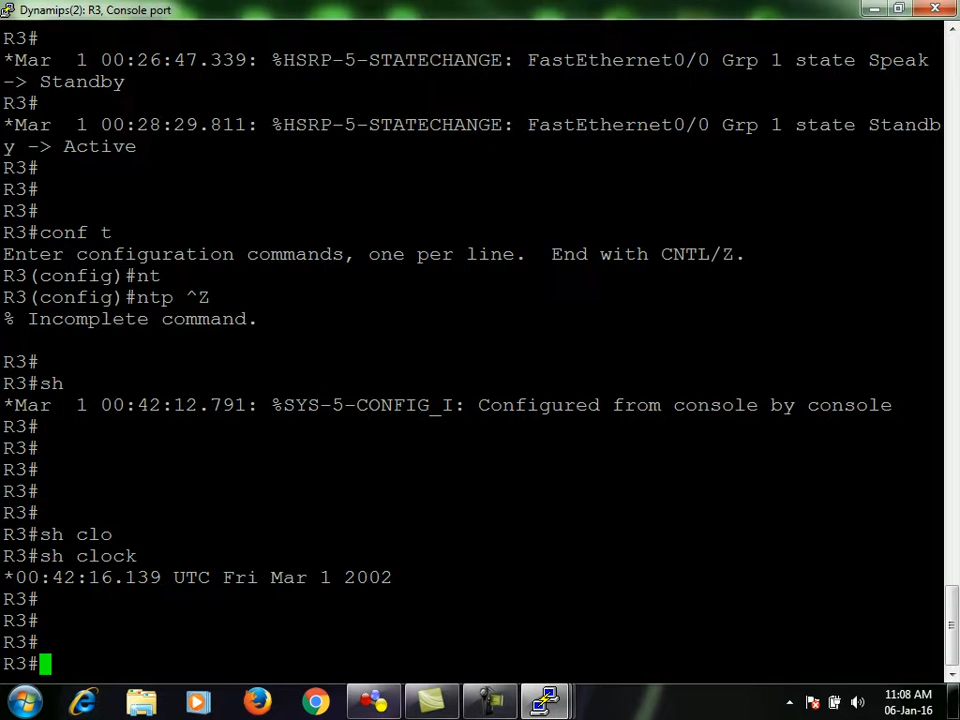 Dynamips(2): R3, Console port
R3#
*Mar  1 00:26:47.339: %HSRP-5-STATECHANGE: FastEthernet0/0 Grp 1 state Speak
-> Standby
R3#
*Mar  1 00:28:29.811: %HSRP-5-STATECHANGE: FastEthernet0/0 Grp 1 state Standb
y -> Active
R3#
R3#
R3#
R3#conf t
Enter configuration commands, one per line.  End with CNTL/Z.
R3(config)#nt
R3(config)#ntp ^Z
% Incomplete command.
R3#
R3#sh
*Mar  1 00:42:12.791: %SYS-5-CONFIG_I: Configured from console by console
R3#
R3#
R3#
R3#
R3#
R3#sh clo
R3#sh clock
*00:42:16.139 UTC Fri Mar 1 2002
R3#
R3#
R3#
R3#
11:08 AM
06-Jan-16